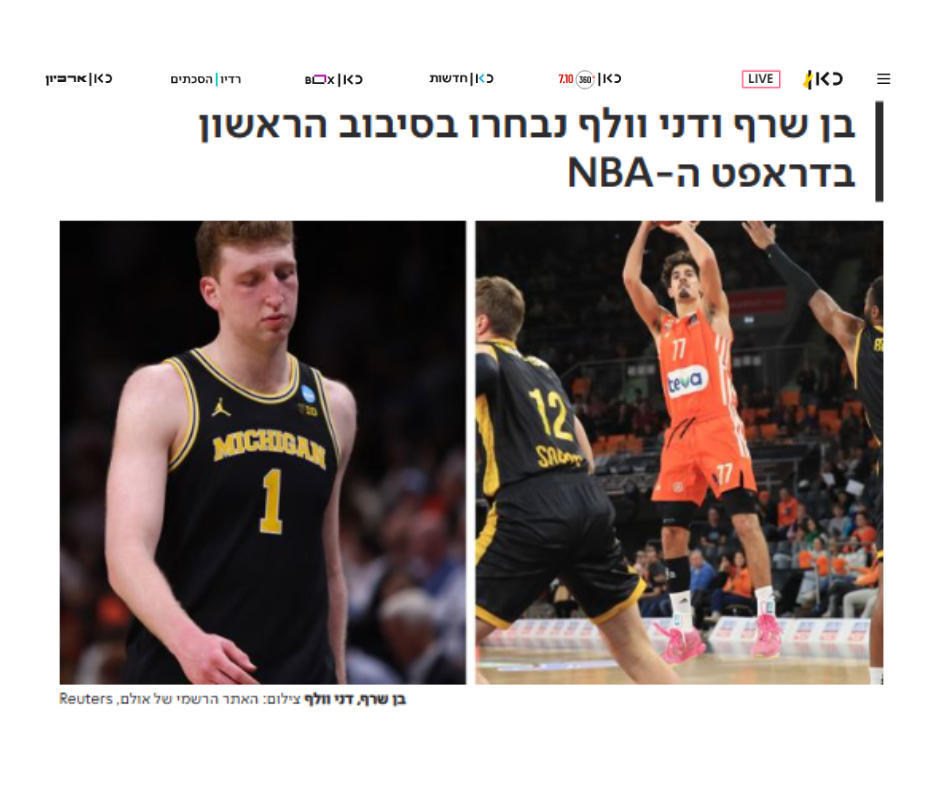 LIVE כאן
7.10 360° | כאן
כאן | חדשות
כאן | BOX
רדיו | הסכתים
כאן | ארכיון
בן שרף ודני וולף נבחרו בסיבוב הראשון
בדראפט ה-NBA
MICHIGAN
1
12
77
teva
77
בן שרף, דני וולף צילום: האתר הרשמי של אולם, Reuters